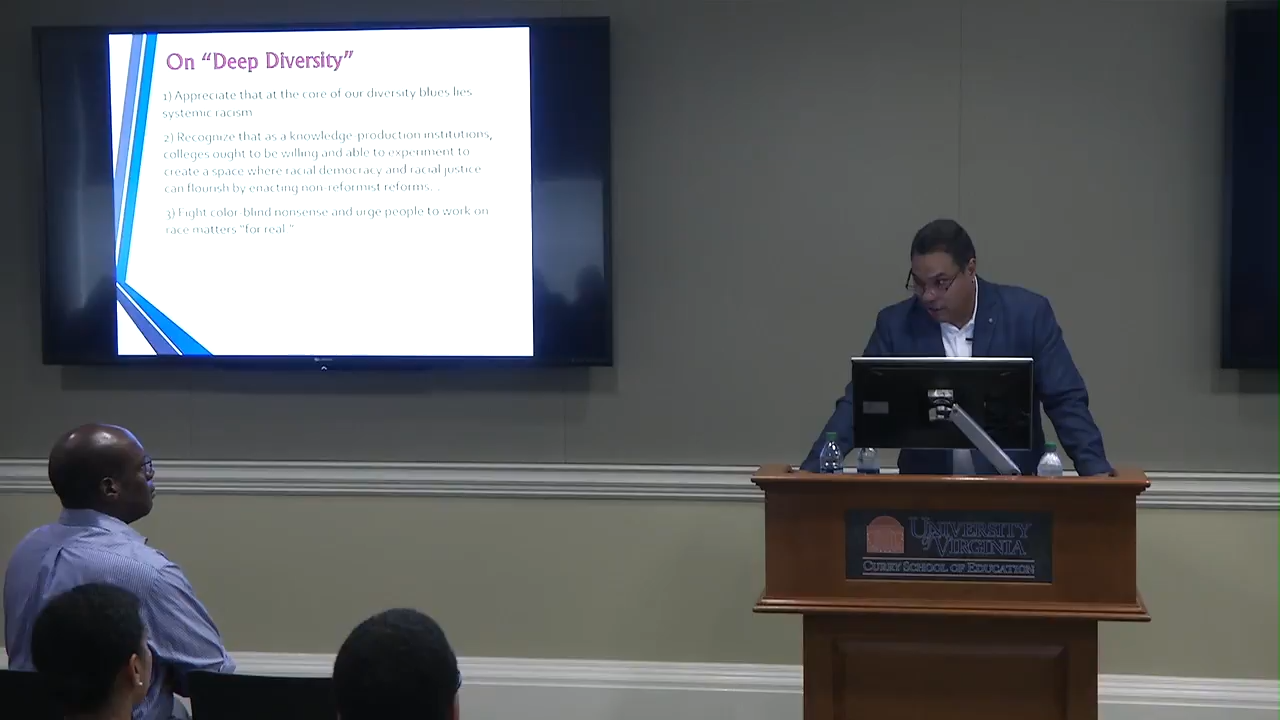 On “Deep Diversity”
1) Appreciate that at the core of our diversity blues lies
systemic racism
2) Recognize that as a knowledge-production institutions,
colleges ought to be willing and able to experiment to
create a space where racial democracy and racial justice
can flourish by enacting non-reformist reforms. .
3) Fight color-blind nonsense and urge people to work on
race matters “for real.”
UNIVERSITY
of VIRGINIA
CURRY SCHOOL OF EDUCATION